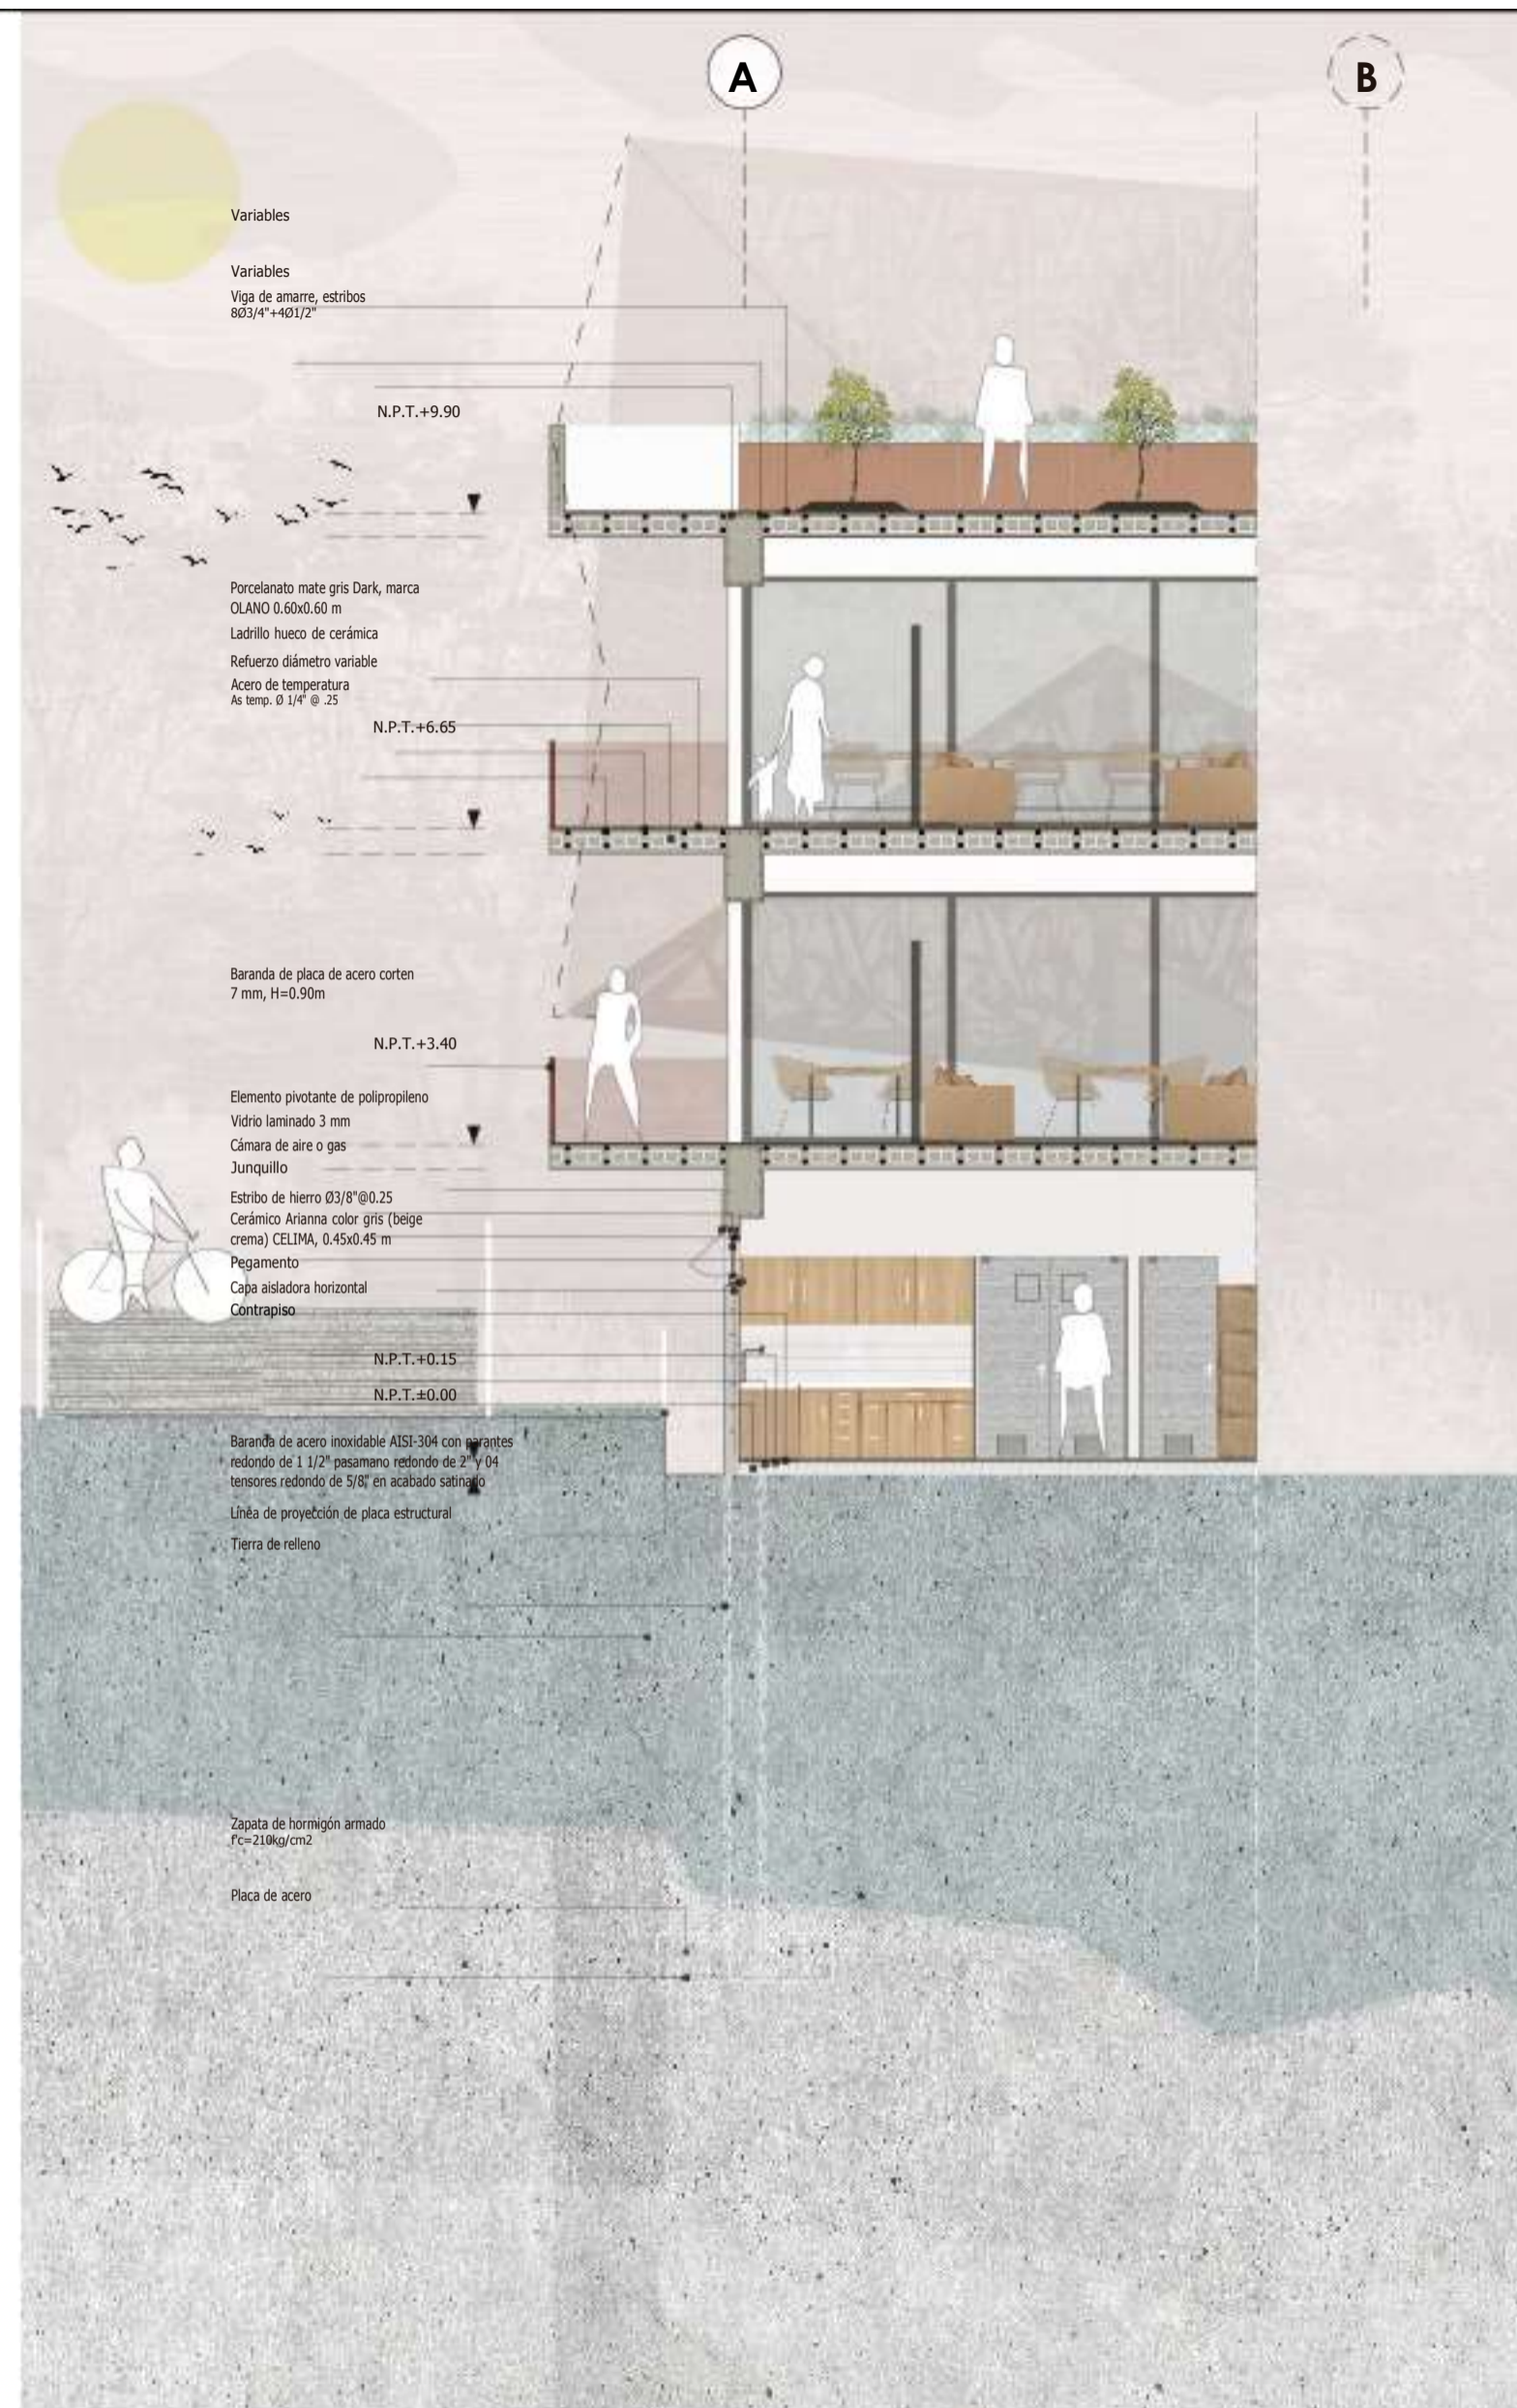 A
B
Variables
Variables
Viga de amarre, estribos
8Ø3/4"+4Ø1/2"
N.P.T.+9.90
Porcelanato mate gris Dark, marca
OLANO 0.60x0.60 m
Ladrillo hueco de cerámica
Refuerzo diámetro variable
Acero de temperatura
As temp. Ø 1/4" @ .25
N.P.T.+6.65
Baranda de placa de acero corten
7 mm, H=0.90m
N.P.T.+3.40
Elemento pivotante de polipropileno
Vidrio laminado 3 mm
Cámara de aire o gas
Junquillo
Estribo de hierro Ø3/8"@0.25
Cerámico Arianna color gris (beige
crema) CELIMA, 0.45x0.45 m
Pegamento
Capa aisladora horizontal
Contrapiso
N.P.T.+0.15
N.P.T.±0.00
Baranda de acero inoxidable AISI-304 con parantes
redondo de 1 1/2" pasamano redondo de 2" y 04
tensores redondo de 5/8," en acabado satinado
Línea de proyección de placa estructural
Tierra de relleno
Zapata de hormigón armado
f'c=210kg/cm2
Placa de acero